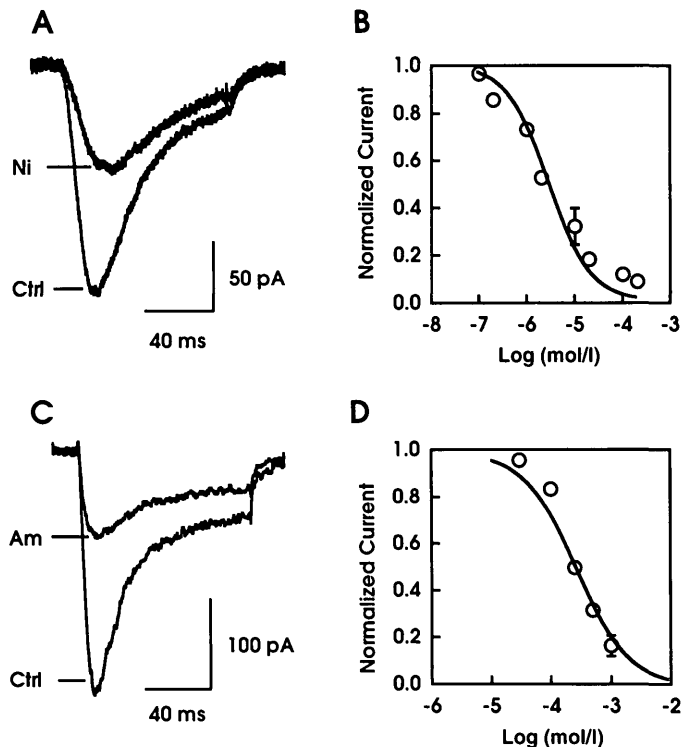 A
Ni
Ctrl
50 pA
40 ms
B
Normalized Current
1.0
0.8
0.6
0.4
0.2
0.0
-8 -7 -6 -5 -4 -3
Log (mol/l)
C
Am
Ctrl
100 pA
40 ms
D
Normalized Current
1.0
0.8
0.6
0.4
0.2
0.0
-6 -5 -4 -3 -2
Log (mol/l)